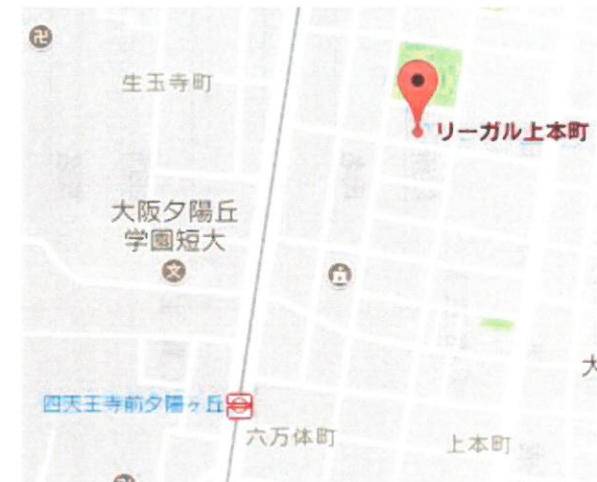 生玉寺町
リーガル上本町
大阪夕陽丘
学園短大
文
大
四天王寺前夕陽ヶ丘
六万体町
上本町